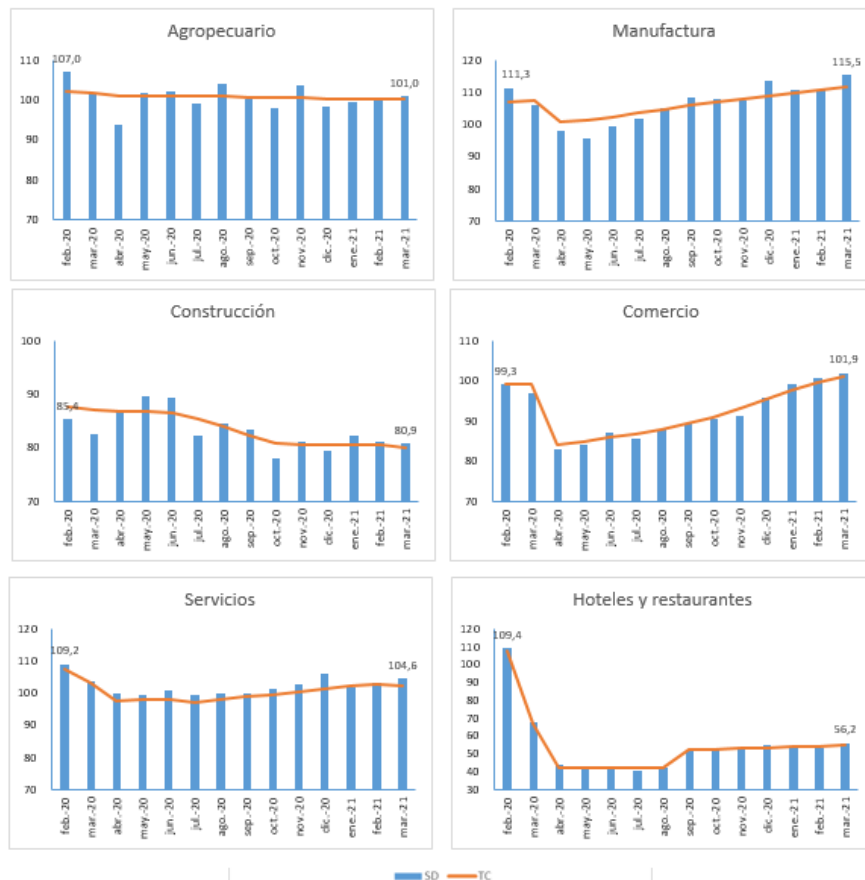 Agropecuario
110
107,0
101,0
100
90
80
70
feb.-20
mar.-20
abr.-20
may.-20
jun.-20
jul.-20
ago.-20
sep.-20
oct.-20
nov.-20
dic.-20
ene.-21
feb.-21
mar.-21
Manufactura
120
115,5
111,3
110
100
90
80
70
feb.-20
mar.-20
abr.-20
may.-20
jun.-20
jul.-20
ago.-20
sep.-20
oct.-20
nov.-20
dic.-20
ene.-21
feb.-21
mar.-21
Construcción
100
90
85,4
80,9
80
70
feb.-20
mar.-20
abr.-20
may.-20
jun.-20
jul.-20
ago.-20
sep.-20
oct.-20
nov.-20
dic.-20
ene.-21
feb.-21
mar.-21
Comercio
110
101,9
99,3
100
90
80
70
feb.-20
mar.-20
abr.-20
may.-20
jun.-20
jul.-20
ago.-20
sep.-20
oct.-20
nov.-20
dic.-20
ene.-21
feb.-21
mar.-21
Servicios
120
109,2
104,6
110
100
90
80
70
feb.-20
mar.-20
abr.-20
may.-20
jun.-20
jul.-20
ago.-20
sep.-20
oct.-20
nov.-20
dic.-20
ene.-21
feb.-21
mar.-21
Hoteles y restaurantes
120
109,4
110
100
90
80
70
60
56,2
50
40
30
feb.-20
mar.-20
abr.-20
may.-20
jun.-20
jul.-20
ago.-20
sep.-20
oct.-20
nov.-20
dic.-20
ene.-21
feb.-21
mar.-21
SD TC